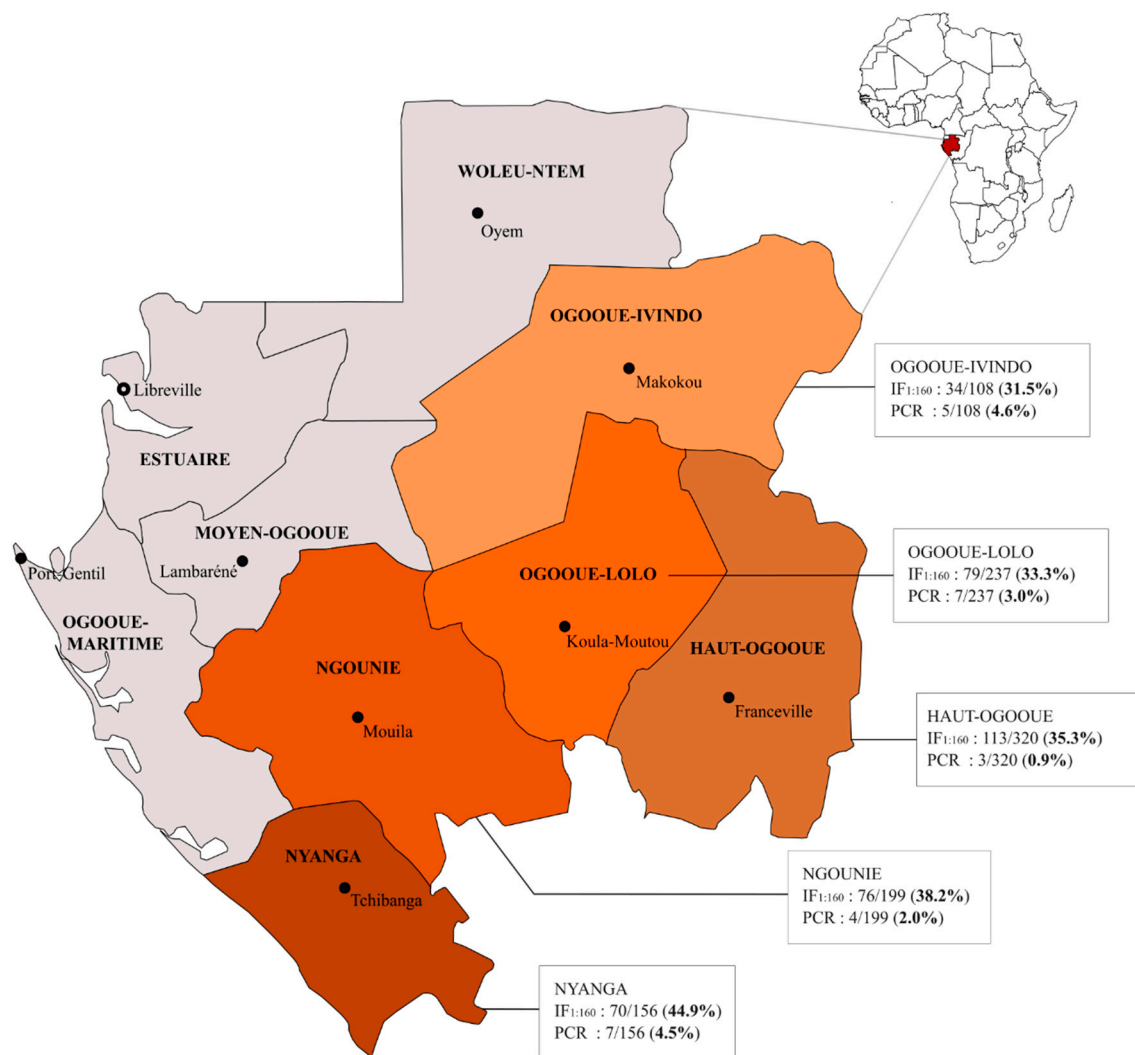 WOLEU-NTEM
Oyem
OGOOUE-IVINDO
Makokou
OGOOUE-IVINDO
IF1:160 : 34/108 (31.5%)
PCR : 5/108 (4.6%)
Libreville
ESTUAIRE
MOYEN-OGOOUE
Lambaréné
Port-Gentil
OGOOUE-
MARITIME
OGOOUE-LOLO
Koula-Moutou
OGOOUE-LOLO
IF1:160 : 79/237 (33.3%)
PCR : 7/237 (3.0%)
NGOUNIE
Mouila
HAUT-OGOOUE
Franceville
HAUT-OGOOUE
IF1:160 : 113/320 (35.3%)
PCR : 3/320 (0.9%)
NYANGA
Tchibanga
NGOUNIE
IF1:160 : 76/199 (38.2%)
PCR : 4/199 (2.0%)
NYANGA
IF1:160 : 70/156 (44.9%)
PCR : 7/156 (4.5%)